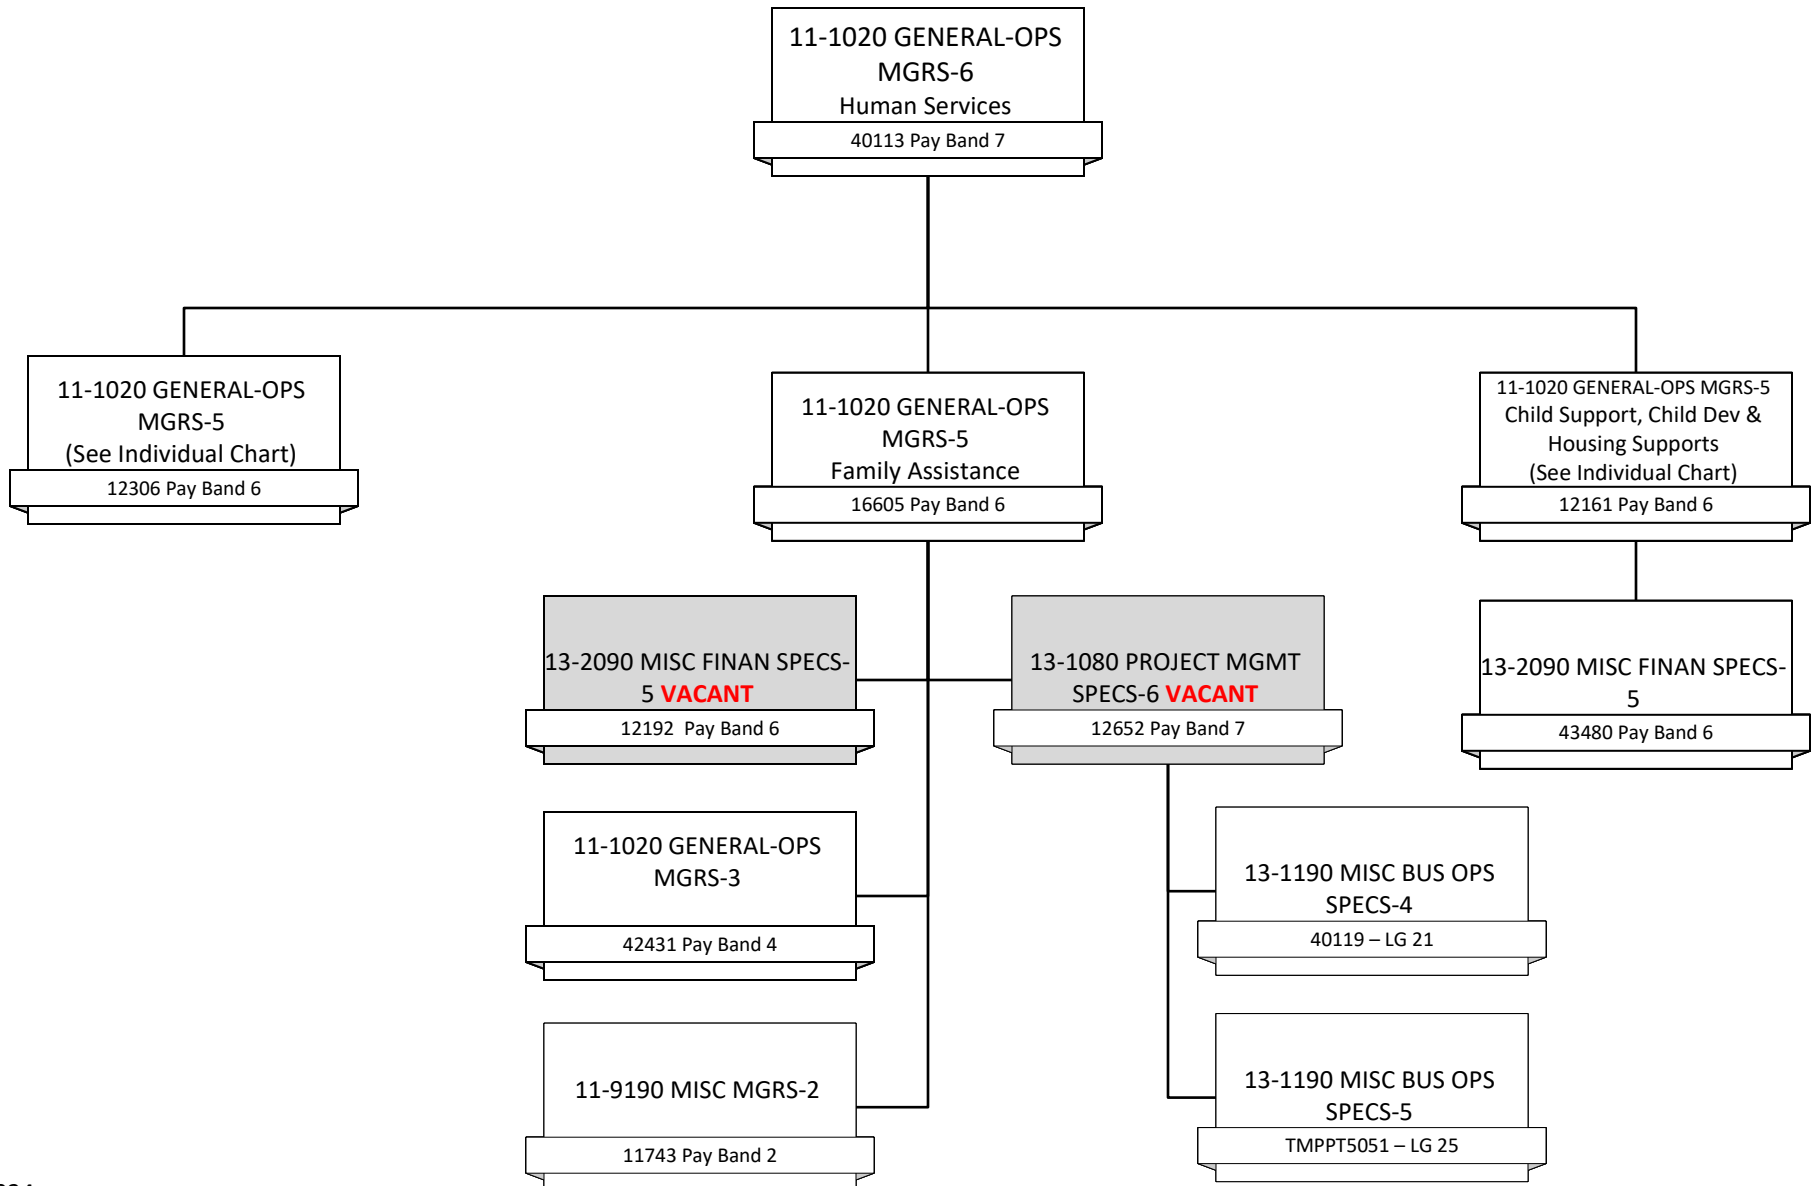 11-1020 GENERAL-OPS
MGRS-6
Human Services
40113 Pay Band 7
11-1020 GENERAL-OPS
MGRS-5
(See Individual Chart)
12306 Pay Band 6
11-1020 GENERAL-OPS
MGRS-5
Family Assistance
16605 Pay Band 6
11-1020 GENERAL-OPS MGRS-5
Child Support, Child Dev &
Housing Supports
(See Individual Chart)
12161 Pay Band 6
13-2090 MISC FINAN SPECS-
5 VACANT
12192 Pay Band 6
13-1080 PROJECT MGMT
SPECS-6 VACANT
12652 Pay Band 7
13-2090 MISC FINAN SPECS-
5
43480 Pay Band 6
11-1020 GENERAL-OPS
MGRS-3
42431 Pay Band 4
13-1190 MISC BUS OPS
SPECS-4
40119 – LG 21
11-9190 MISC MGRS-2
11743 Pay Band 2
13-1190 MISC BUS OPS
SPECS-5
TMPPT5051 – LG 25